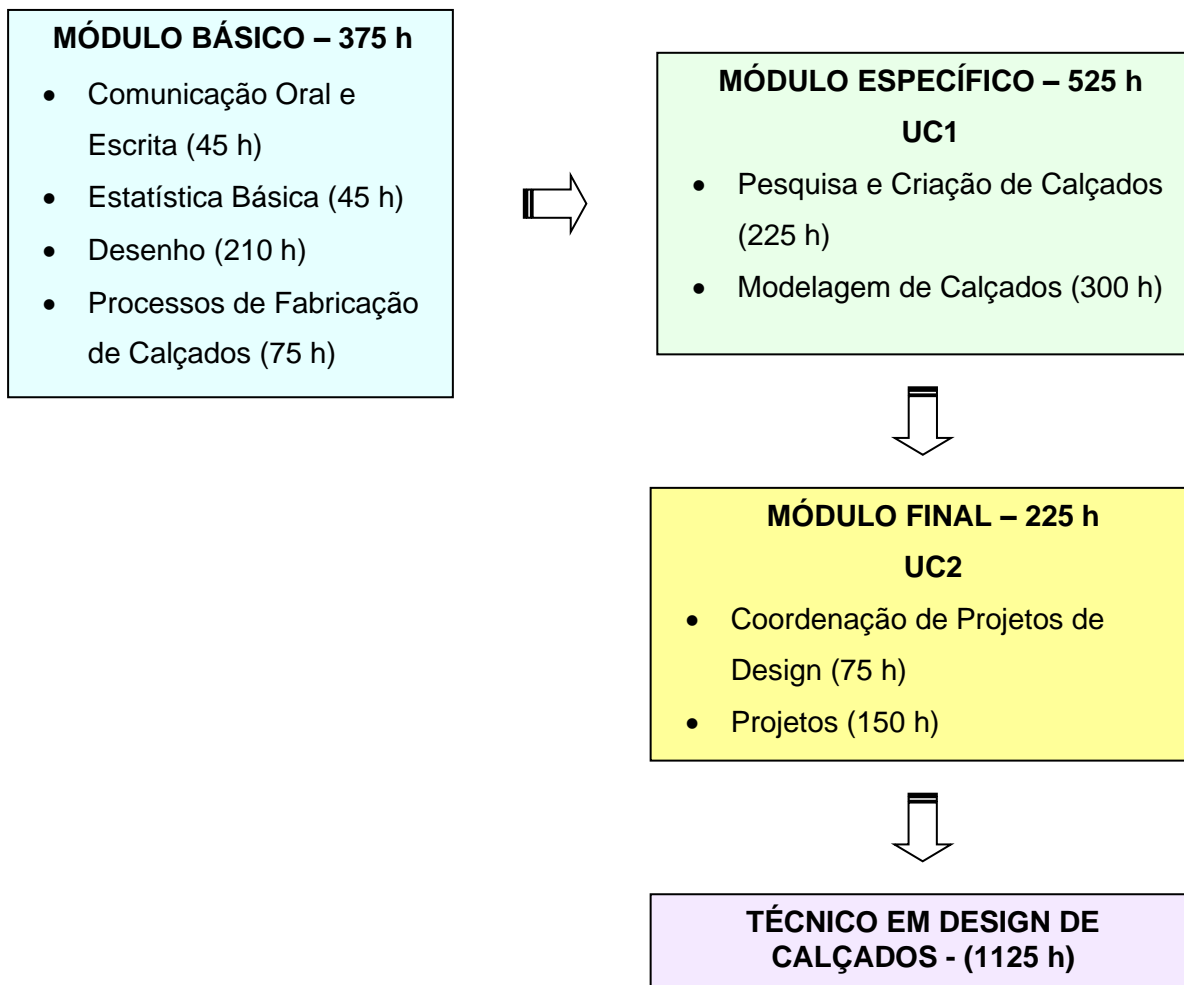 MÓDULO BÁSICO – 375 h
• Comunicação Oral e
Escrita (45 h)
• Estatística Básica (45 h)
• Desenho (210 h)
• Processos de Fabricação
de Calçados (75 h)
MÓDULO ESPECÍFICO – 525 h
UC1
• Pesquisa e Criação de Calçados
(225 h)
• Modelagem de Calçados (300 h)
MÓDULO FINAL – 225 h
UC2
• Coordenação de Projetos de
Design (75 h)
• Projetos (150 h)
TÉCNICO EM DESIGN DE
CALÇADOS - (1125 h)